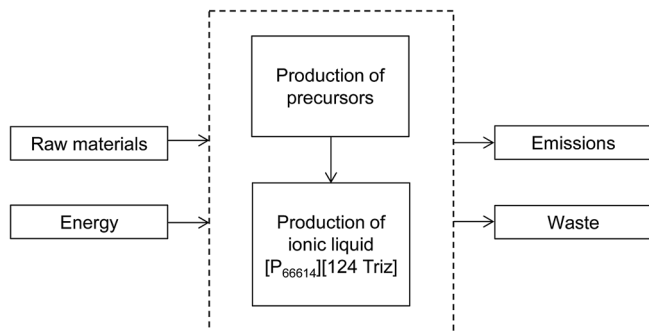 Production of
precursors
Raw materials
Emissions
Energy
Production of
ionic liquid
[P₆₆₆₁₄][124 Triz]
Waste